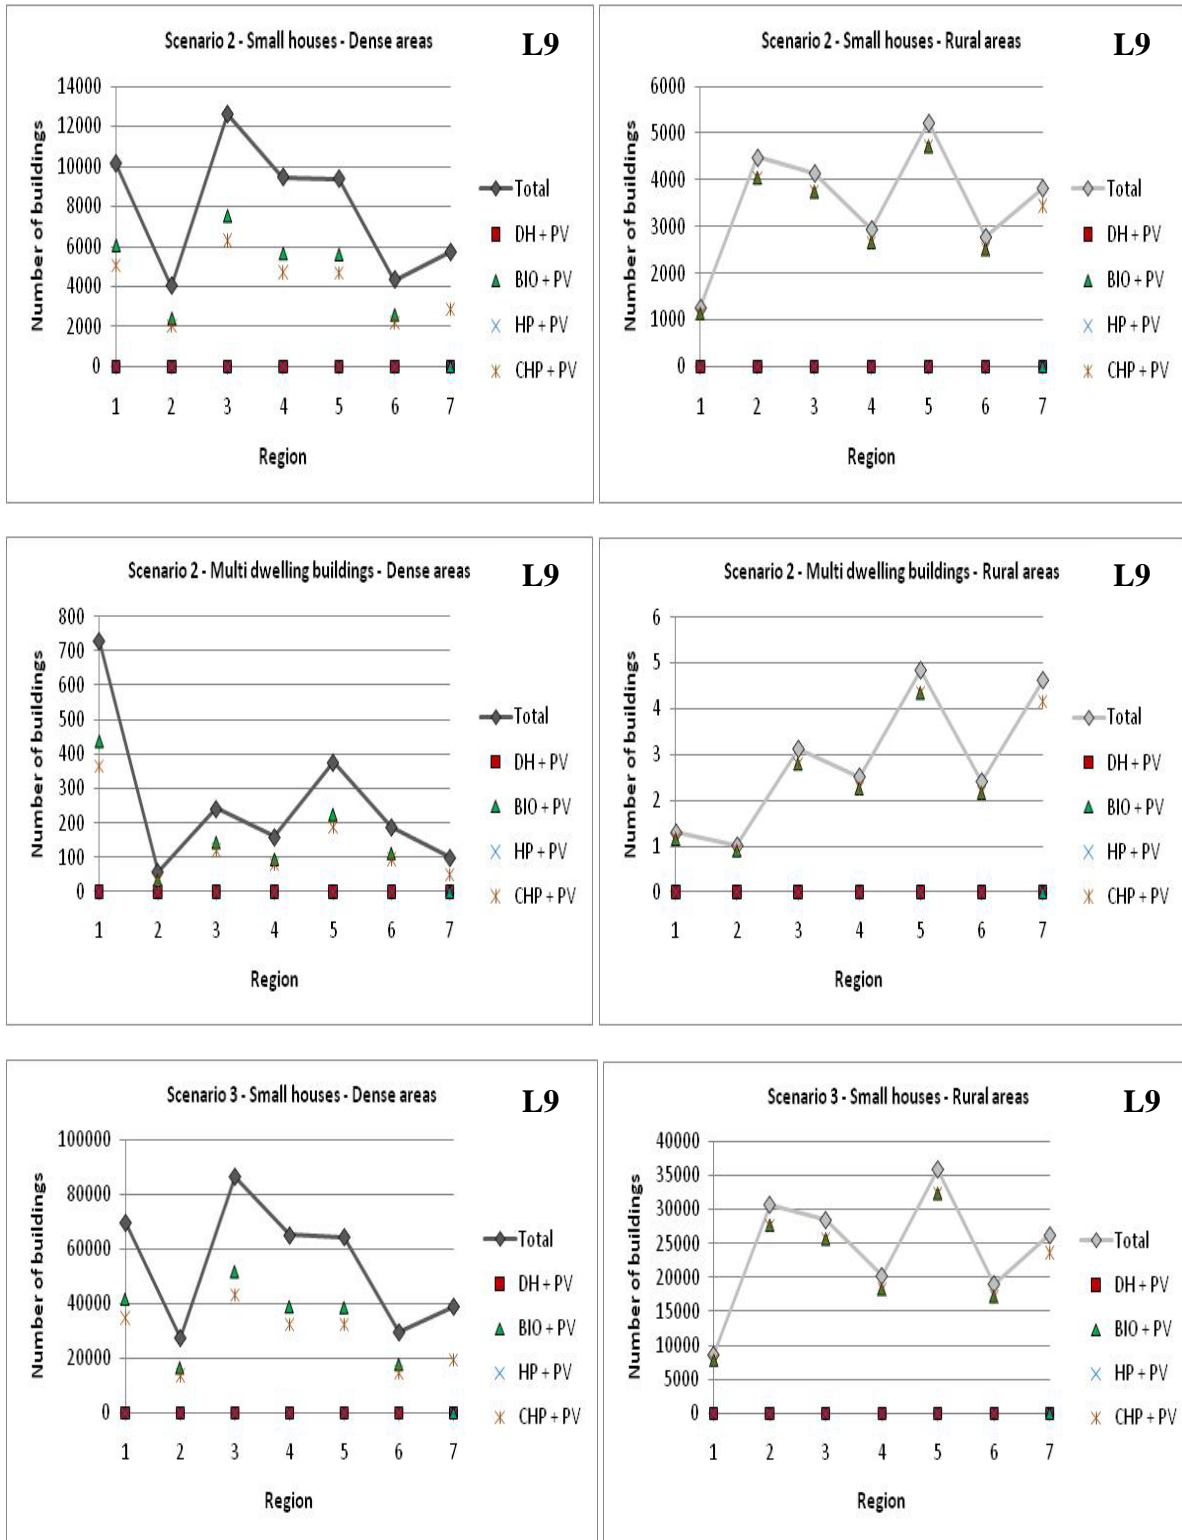 Scenario 2 - Small houses - Dense areas L9
Number of buildings
14000
12000
10000
8000
6000
4000
2000
0
1 2 3 4 5 6 7
Region
Total
DH + PV
BIO + PV
HP + PV
CHP + PV
Scenario 2 - Small houses - Rural areas L9
Number of buildings
6000
5000
4000
3000
2000
1000
0
1 2 3 4 5 6 7
Region
Total
DH + PV
BIO + PV
HP + PV
CHP + PV
Scenario 2 - Multi dwelling buildings - Dense areas L9
Number of buildings
800
700
600
500
400
300
200
100
0
1 2 3 4 5 6 7
Region
Total
DH + PV
BIO + PV
HP + PV
CHP + PV
Scenario 2 - Multi dwelling buildings - Rural areas L9
Number of buildings
6
5
4
3
2
1
0
1 2 3 4 5 6 7
Region
Total
DH + PV
BIO + PV
HP + PV
CHP + PV
Scenario 3 - Small houses - Dense areas L9
Number of buildings
100000
80000
60000
40000
20000
0
1 2 3 4 5 6 7
Region
Total
DH + PV
BIO + PV
HP + PV
CHP + PV
Scenario 3 - Small houses - Rural areas L9
Number of buildings
40000
35000
30000
25000
20000
15000
10000
5000
0
1 2 3 4 5 6 7
Region
Total
DH + PV
BIO + PV
HP + PV
CHP + PV